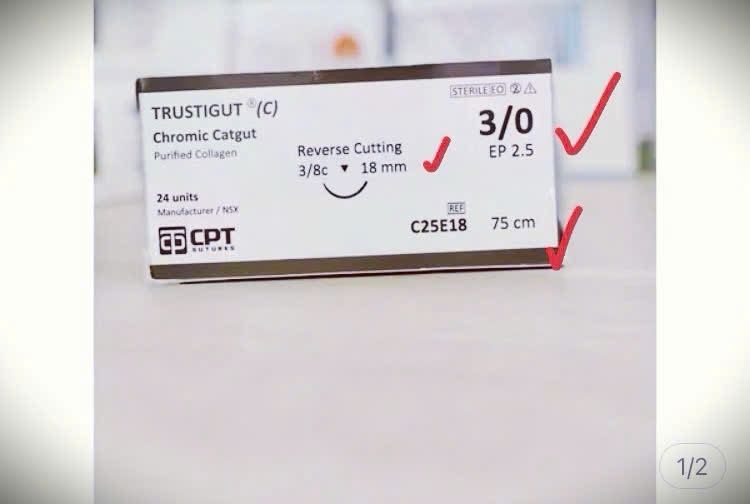 TRUSTIGUT ® (C)
Chromic Catgut
Purified Collagen
24 units
Manufacturer / NSX
CPT
SUTURES
Reverse Cutting
3/8c ▼ 18 mm
STERILE EO ②
3/0
EP 2.5
REF
C25E18 75 cm
1/2